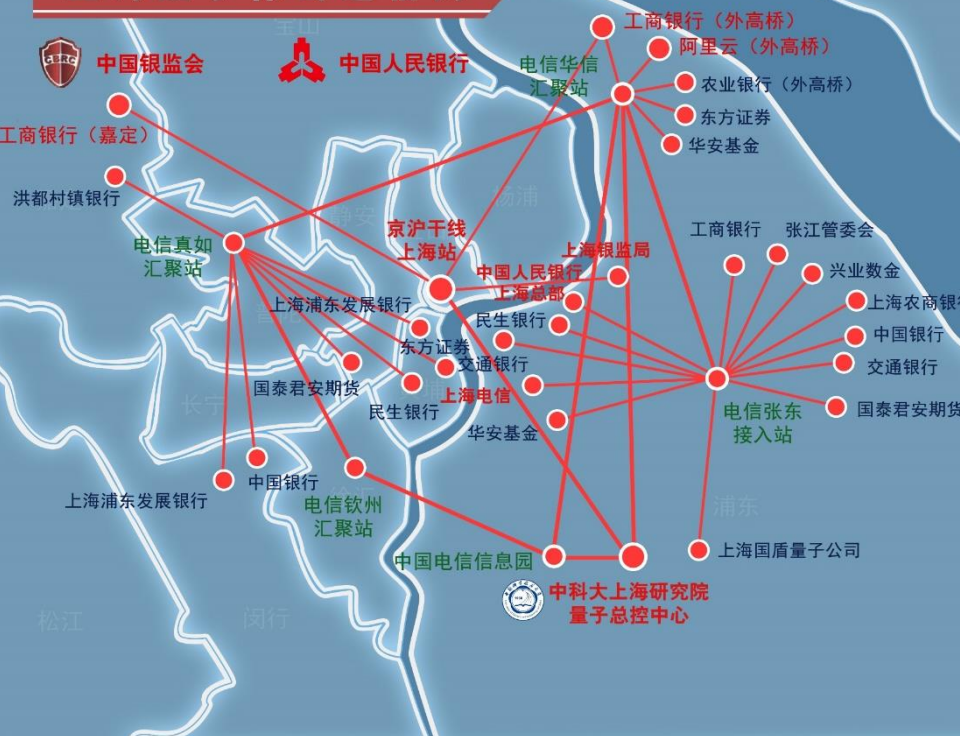 宝山
CBRC
中国银监会
中国人民银行
工商银行（外高桥）
阿里云（外高桥）
电信华信
汇聚站
农业银行（外高桥）
东方证券
华安基金
工商银行（嘉定）
洪都村镇银行
杨浦
静安
京沪干线
上海站
电信真如
汇聚站
工商银行
张江管委会
兴业数金
上海银监局
中国人民银行
上海总部
上海浦东发展银行
民生银行
上海农商银行
中国银行
东方证券
交通银行
交通银行
国泰君安期货
上海电信
民生银行
长宁
华安基金
国泰君安期货
电信张东
接入站
中国银行
上海浦东发展银行
电信钦州
汇聚站
浦东
中国电信信息园
上海国盾量子公司
中科大上海研究院
量子总控中心
松江
闵行